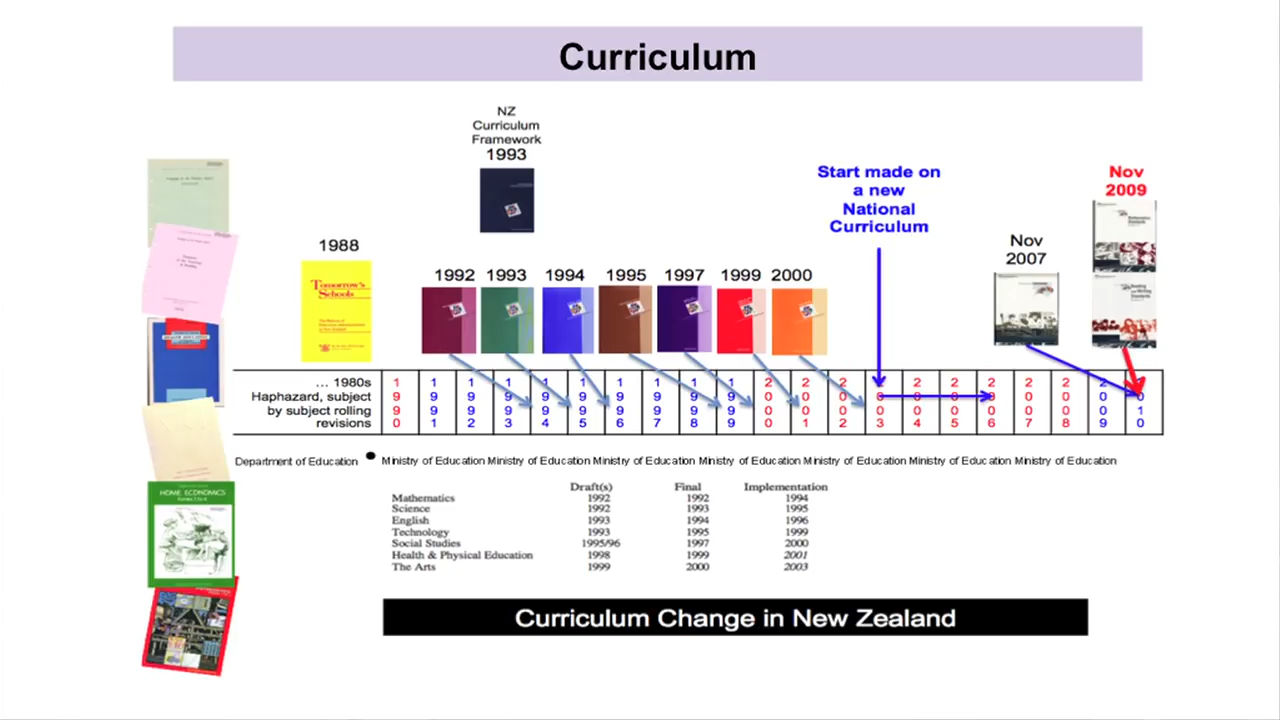 Curriculum
NZ
Curriculum
Framework
1993
Start made on
a new
National
Curriculum
Nov
2009
Nov
2007
1988
Tomorrow's
Schools
1992 1993 1994 1995 1997 1999 2000
HOME ECONOMICS
... 1980s
Haphazard, subject
by subject rolling
revisions
1990 1991 1992 1993 1994 1995 1996 1997 1998 1999 2000 2001 2002 2003 2004 2005 2006 2007 2008 2009 2010
Department of Education • Ministry of Education Ministry of Education Ministry of Education Ministry of Education Ministry of Education Ministry of Education Ministry of Education
Draft(s) Final Implementation
Mathematics 1992 1992 1994
Science 1992 1993 1995
English 1993 1994 1996
Technology 1993 1995 1999
Social Studies 1995/96 1997 2000
Health & Physical Education 1998 1999 2001
The Arts 1999 2000 2003
Curriculum Change in New Zealand